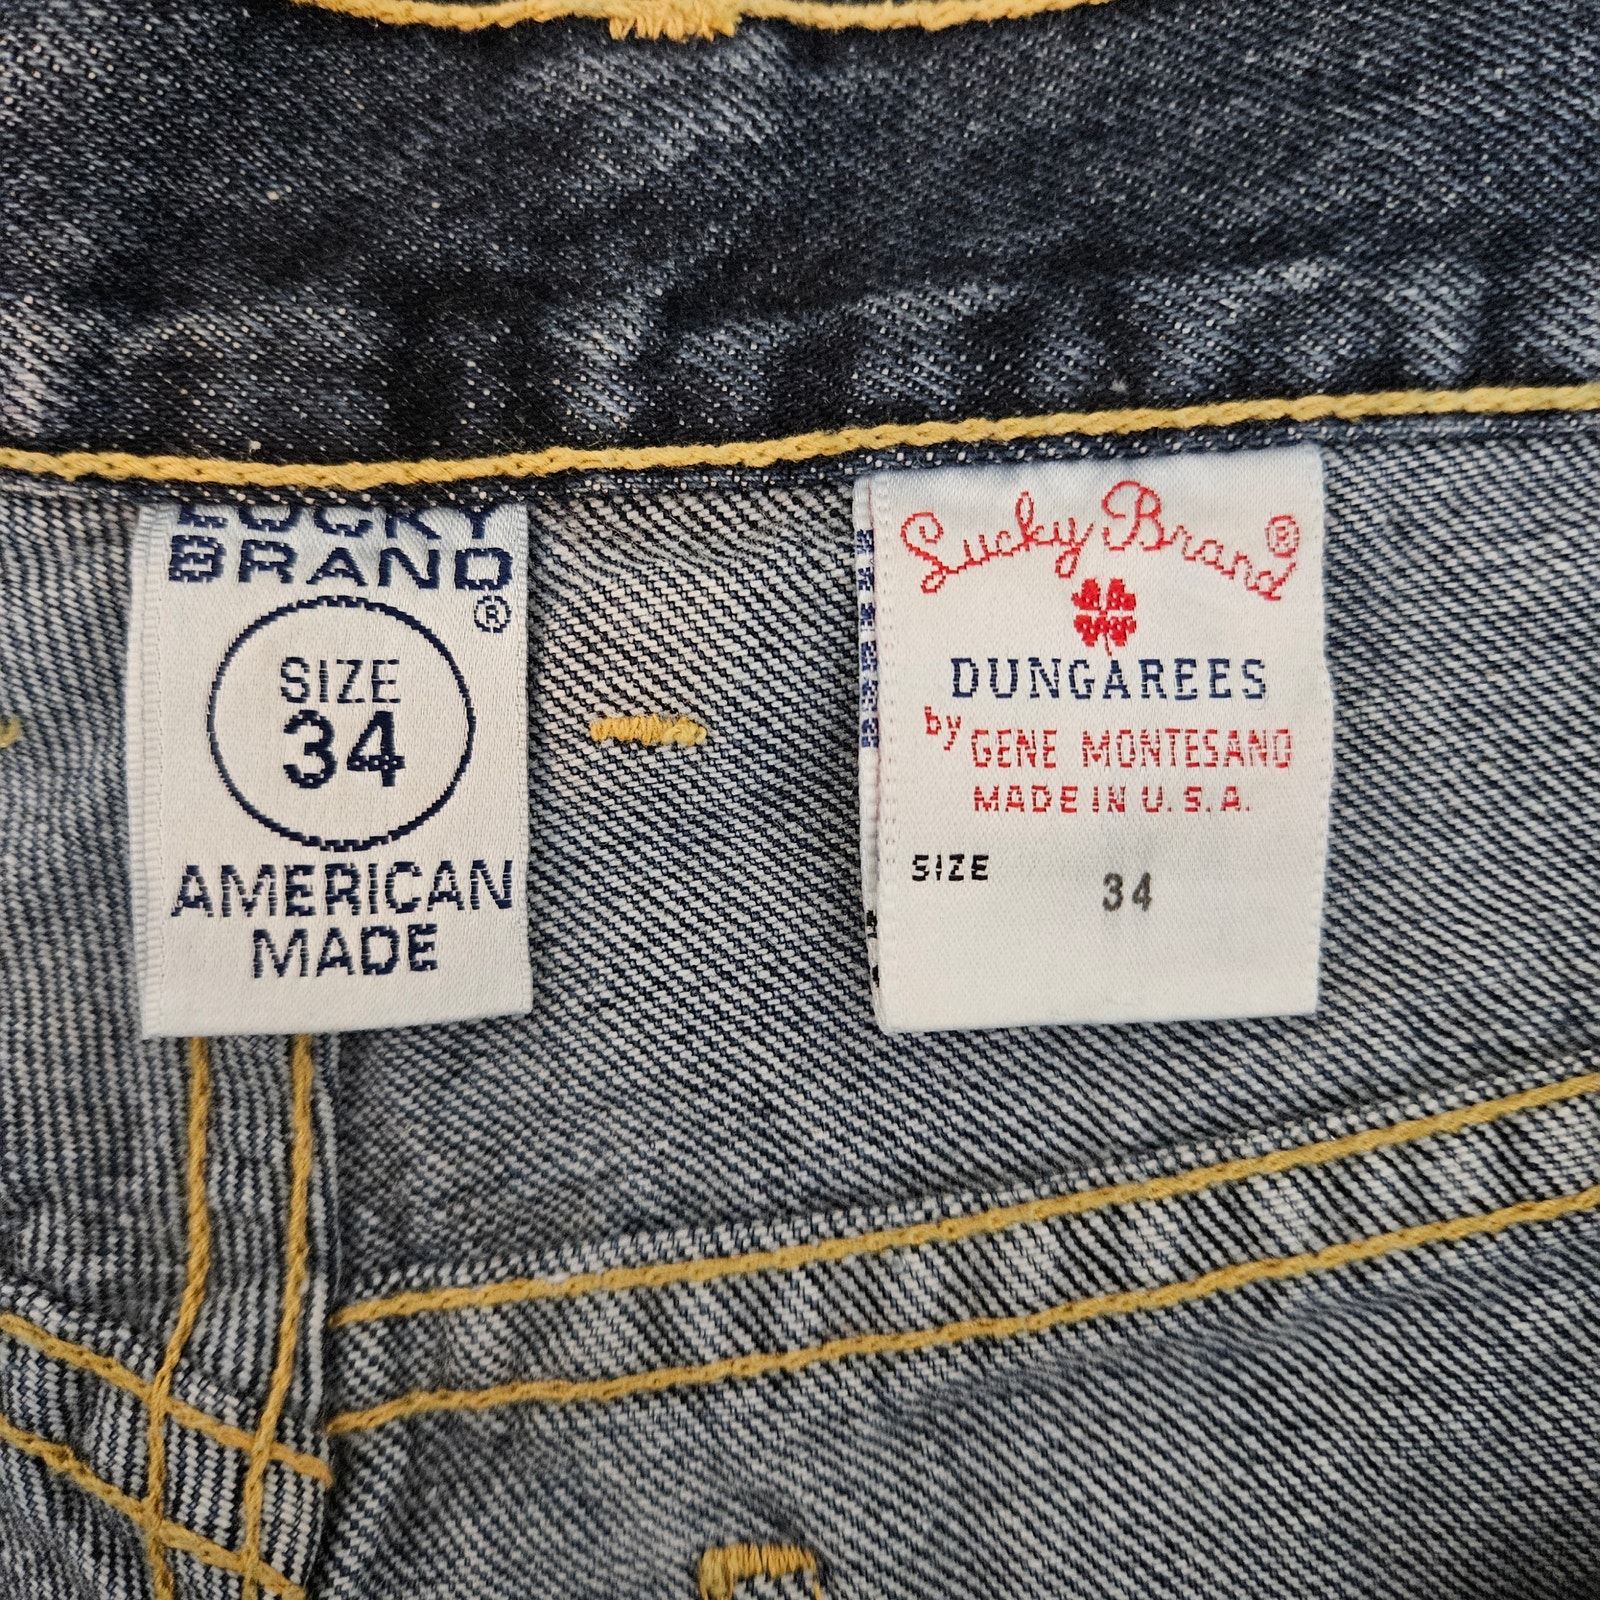 LUCKY
BRAND®
SIZE
34
AMERICAN
MADE
Lucky Brand®
DUNGAREES
by GENE MONTESANO
MADE IN U.S.A.
SIZE 34